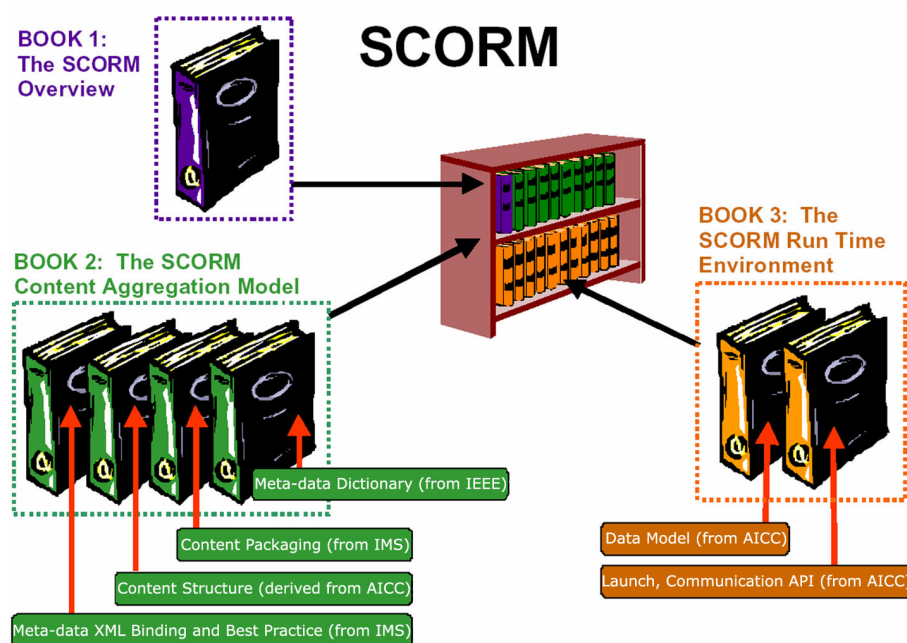 SCORM
BOOK 1:
The SCORM
Overview
BOOK 2:  The SCORM
Content Aggregation Model
BOOK 3:  The
SCORM Run Time
Environment
Meta-data Dictionary (from IEEE)
Content Packaging (from IMS)
Content Structure (derived from AICC)
Meta-data XML Binding and Best Practice (from IMS)
Data Model (from AICC)
Launch, Communication API (from AICC)